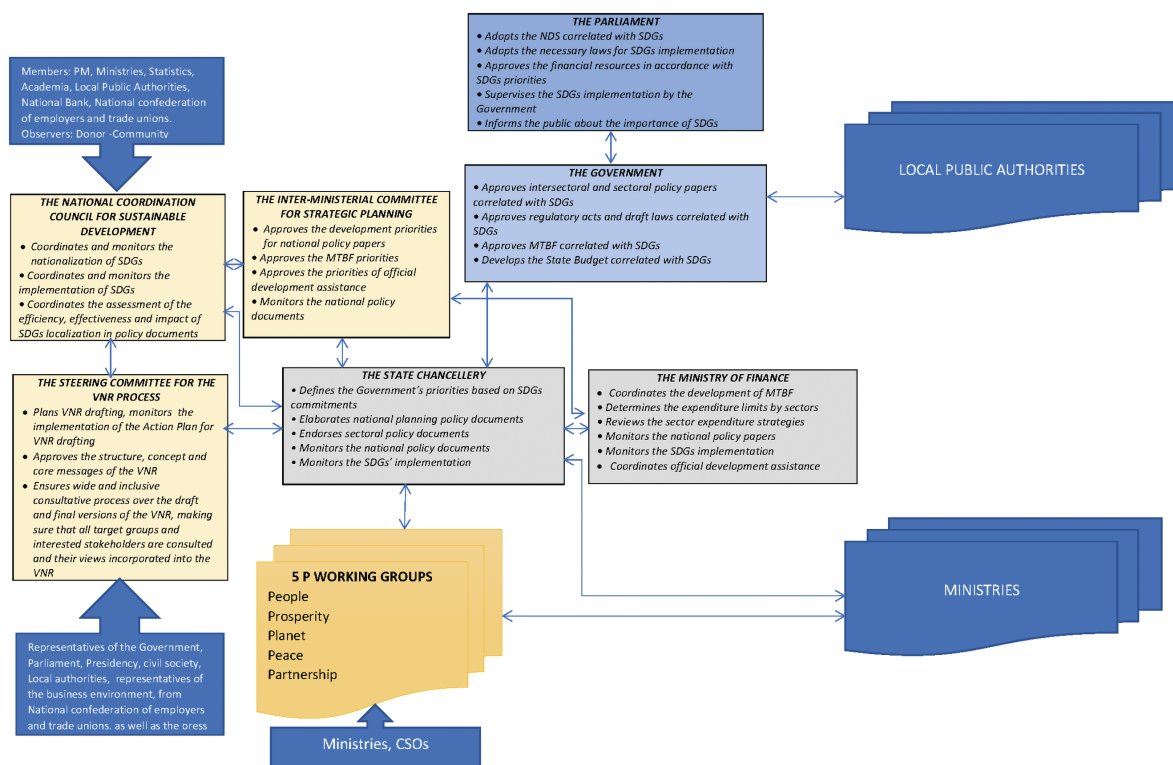 THE PARLIAMENT
• Adopts the NDS correlated with SDGs
• Adopts the necessary laws for SDGs implementation
• Approves the financial resources in accordance with
SDGs priorities
• Supervises the SDGs implementation by the
Government
• Informs the public about the importance of SDGs
Members: PM, Ministries, Statistics,
Academia, Local Public Authorities,
National Bank, National confederation
of employers and trade unions.
Observers: Donor -Community
LOCAL PUBLIC AUTHORITIES
THE GOVERNMENT
• Approves intersectoral and sectoral policy papers
correlated with SDGs
• Approves regulatory acts and draft laws correlated with
SDGs
• Approves MTBF correlated with SDGs
• Develops the State Budget correlated with SDGs
THE NATIONAL COORDINATION
COUNCIL FOR SUSTAINABLE
DEVELOPMENT
• Coordinates and monitors the
nationalization of SDGs
• Coordinates and monitors the
implementation of SDGs
• Coordinates the assessment of the
efficiency, effectiveness and impact of
SDGs localization in policy documents
THE INTER-MINISTERIAL COMMITTEE
FOR STRATEGIC PLANNING
• Approves the development priorities
for national policy papers
• Approves the MTBF priorities
• Approves the priorities of official
development assistance
• Monitors the national policy
documents
THE STEERING COMMITTEE FOR THE
VNR PROCESS
• Plans VNR drafting, monitors the
implementation of the Action Plan for
VNR drafting
• Approves the structure, concept and
core messages of the VNR
• Ensures wide and inclusive
consultative process over the draft
and final versions of the VNR, making
sure that all target groups and
interested stakeholders are consulted
and their views incorporated into the
VNR
THE STATE CHANCELLERY
• Defines the Government's priorities based on SDGs
commitments
• Elaborates national planning policy documents
• Endorses sectoral policy documents
• Monitors the national policy documents
• Monitors the SDGs' implementation
THE MINISTRY OF FINANCE
• Coordinates the development of MTBF
• Determines the expenditure limits by sectors
• Reviews the sector expenditure strategies
• Monitors the national policy papers
• Monitors the SDGs implementation
• Coordinates official development assistance
5 P WORKING GROUPS
People
Prosperity
Planet
Peace
Partnership
MINISTRIES
Representatives of the Government,
Parliament, Presidency, civil society,
Local authorities, representatives
of the business environment, from
National confederation of employers
and trade unions. as well as the press
Ministries, CSOs